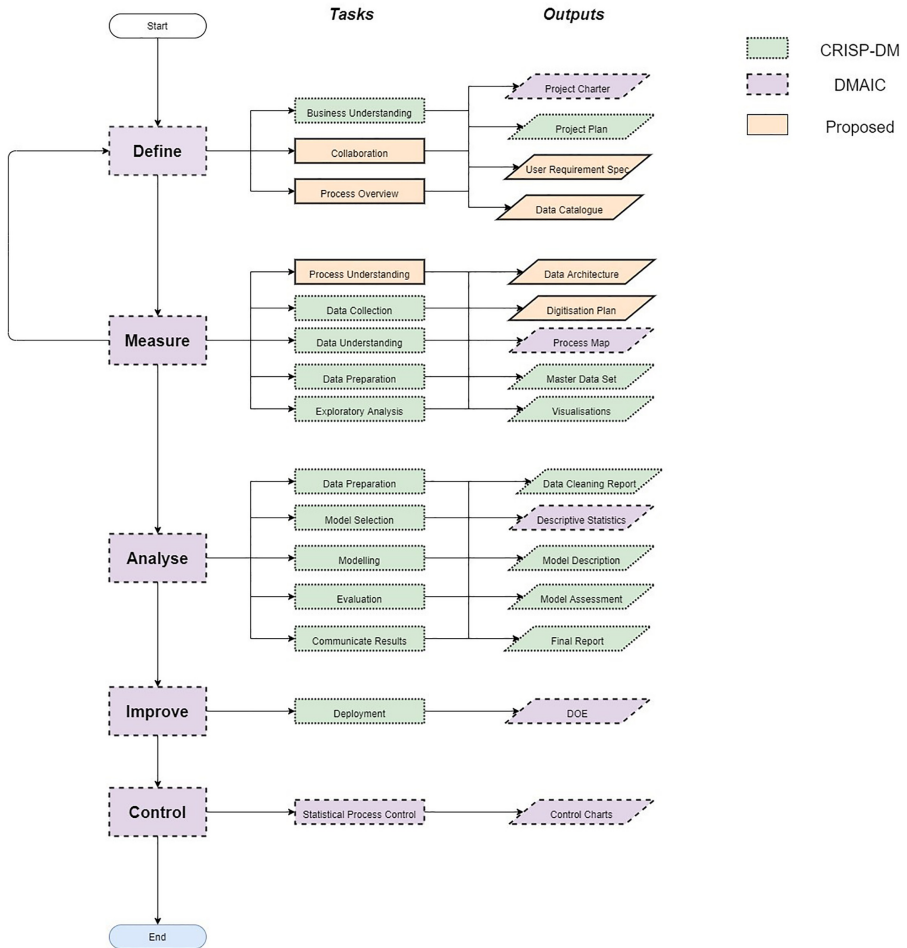 Tasks
Outputs
Start
CRISP-DM
DMAIC
Proposed
Define
Business Understanding
Collaboration
Process Overview
Project Charter
Project Plan
User Requirement Spec
Data Catalogue
Measure
Process Understanding
Data Collection
Data Understanding
Data Preparation
Exploratory Analysis
Data Architecture
Digitisation Plan
Process Map
Master Data Set
Visualisations
Analyse
Data Preparation
Model Selection
Modelling
Evaluation
Communicate Results
Data Cleaning Report
Descriptive Statistics
Model Description
Model Assessment
Final Report
Improve
Deployment
DOE
Control
Statistical Process Control
Control Charts
End